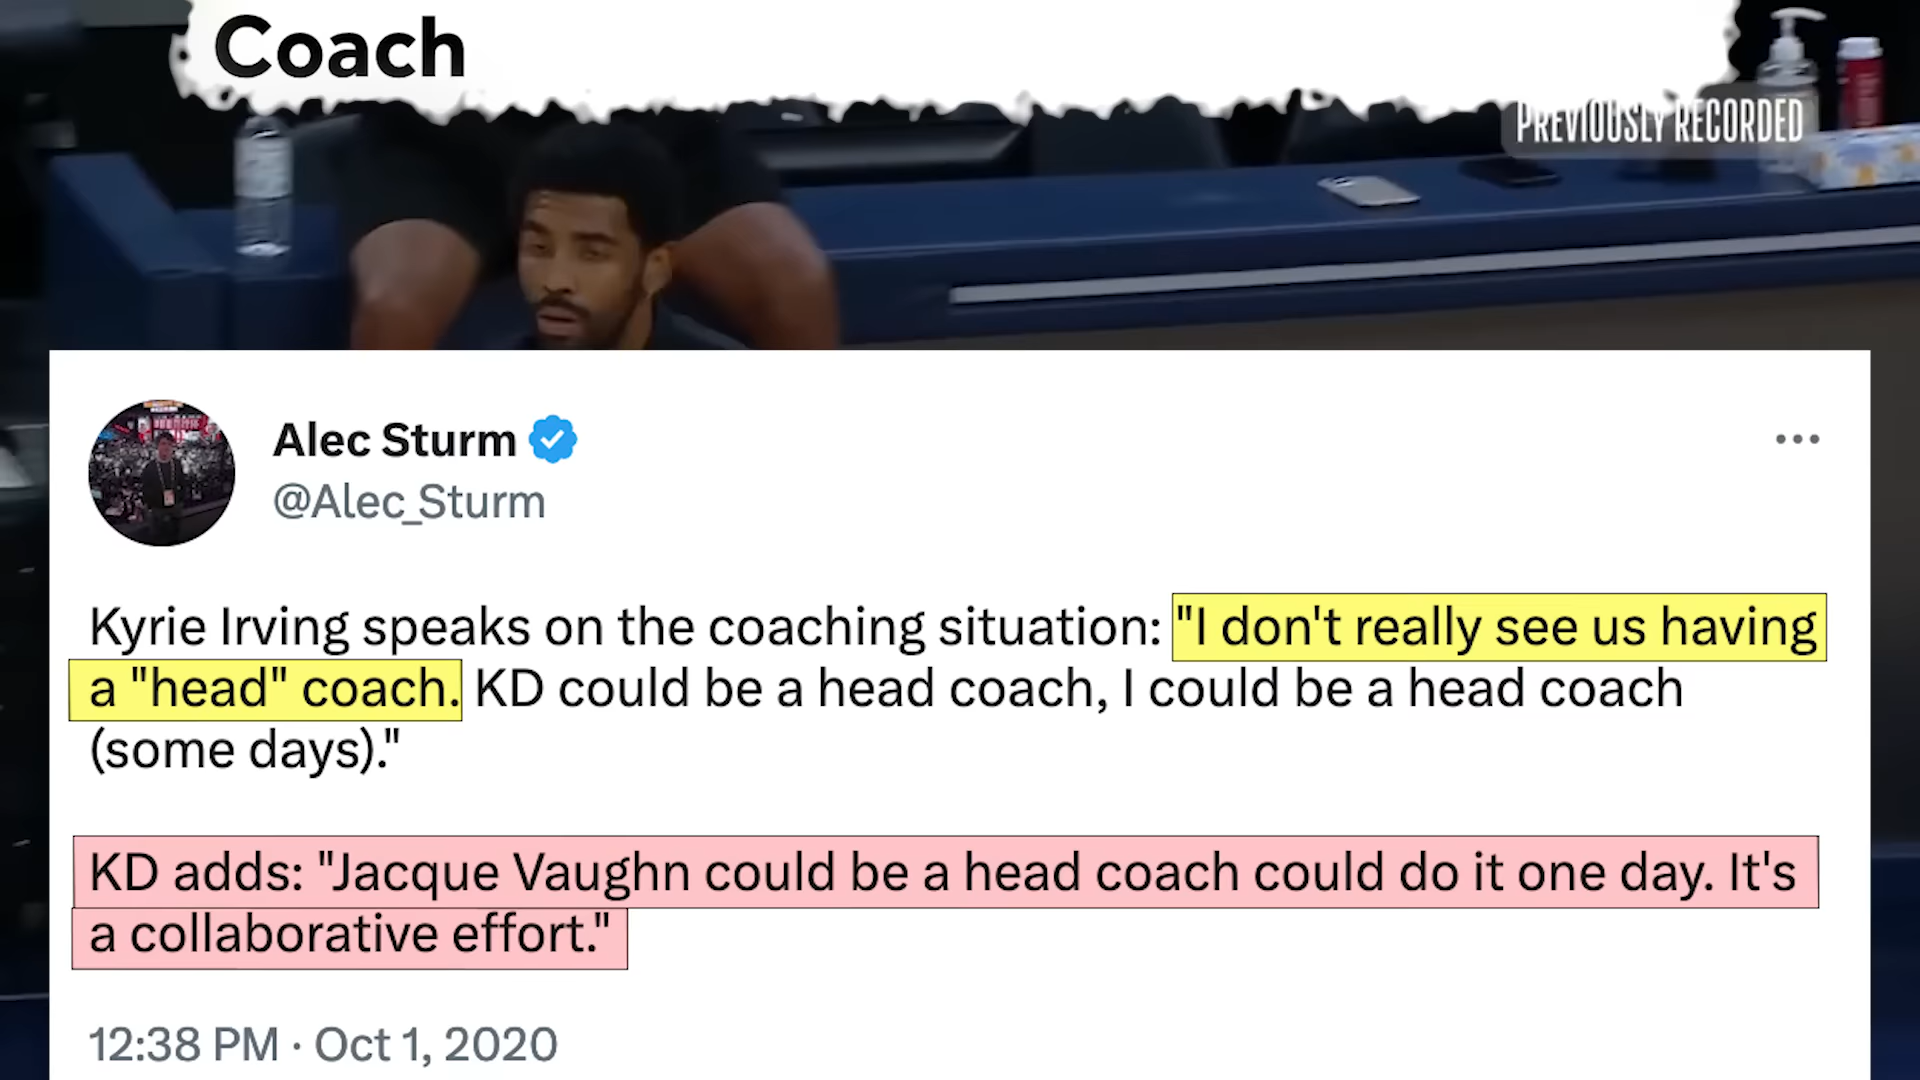 Coach
PREVIOUSLY RECORDED
Alec Sturm
@Alec_Sturm
Kyrie Irving speaks on the coaching situation: "I don't really see us having
a "head" coach. KD could be a head coach, I could be a head coach
(some days)."
KD adds: "Jacque Vaughn could be a head coach could do it one day. It's
a collaborative effort."
12:38 PM · Oct 1, 2020